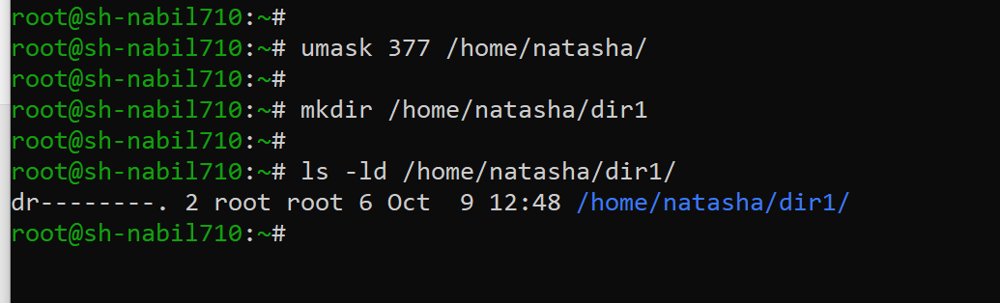 root@sh-nabil710:~#
root@sh-nabil710:~# umask 377 /home/natasha/
root@sh-nabil710:~#
root@sh-nabil710:~# mkdir /home/natasha/dir1
root@sh-nabil710:~#
root@sh-nabil710:~# ls -ld /home/natasha/dir1/
dr--------. 2 root root 6 Oct  9 12:48 /home/natasha/dir1/
root@sh-nabil710:~#